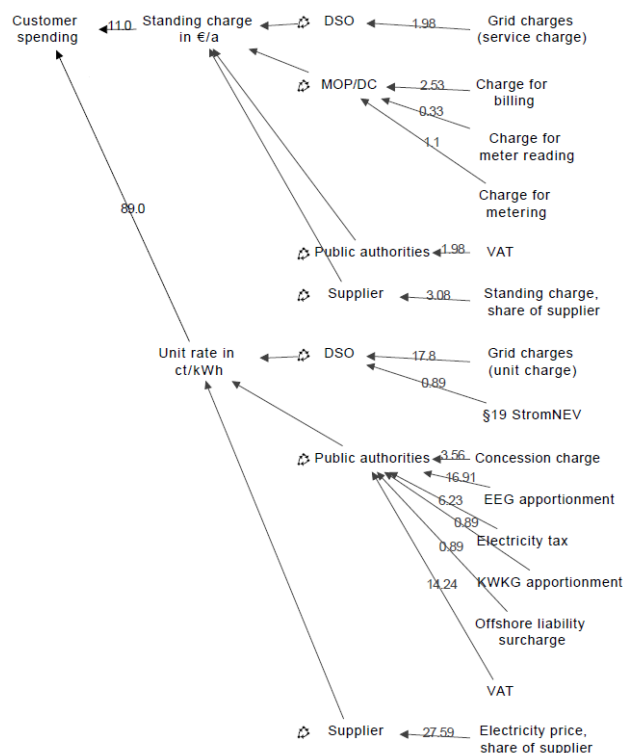 Customer
spending
11.0
Standing charge
in €/a
DSO
1.98
Grid charges
(service charge)
MOP/DC
2.53
Charge for
billing
0.33
Charge for
meter reading
1.1
Charge for
metering
89.0
Public authorities
1.98
VAT
Supplier
3.08
Standing charge,
share of supplier
Unit rate in
ct/kWh
DSO
17.8
Grid charges
(unit charge)
0.89
§19 StromNEV
Public authorities
3.56
Concession charge
16.91
EEG apportionment
6.23
Electricity tax
0.89
KWKG apportionment
0.89
Offshore liability
surcharge
14.24
VAT
Supplier
27.59
Electricity price,
share of supplier